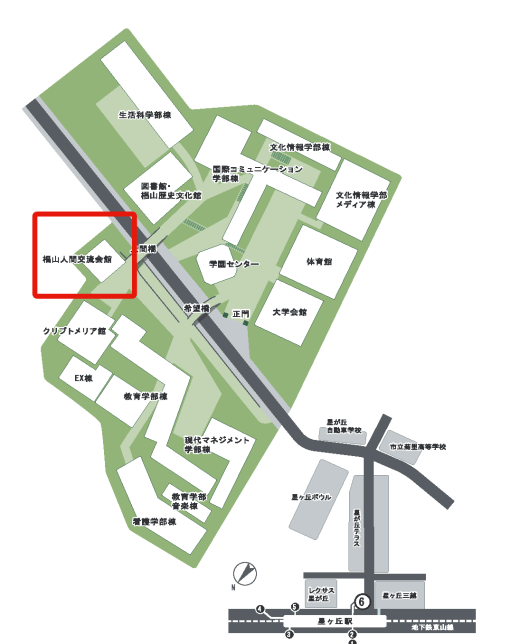 生活科学部棟
文化情報学部棟
国際コミュニケーション
学部棟
図書館・
椙山歴史文化館
文化情報学部
メディア棟
人間橋
椙山人間交流会館
学園センター
体育館
希望橋
正門
大学会館
クリプトメリア館
EX棟
教育学部棟
現代マネジメント
学部棟
教育学部
音楽棟
看護学部棟
星が丘
自動車学校
市立菊里高等学校
星ヶ丘ボウル
星が丘テラス
レクサス
星が丘
星ヶ丘三越
N
6
4
5
星ヶ丘駅
地下鉄東山線
3
2
1